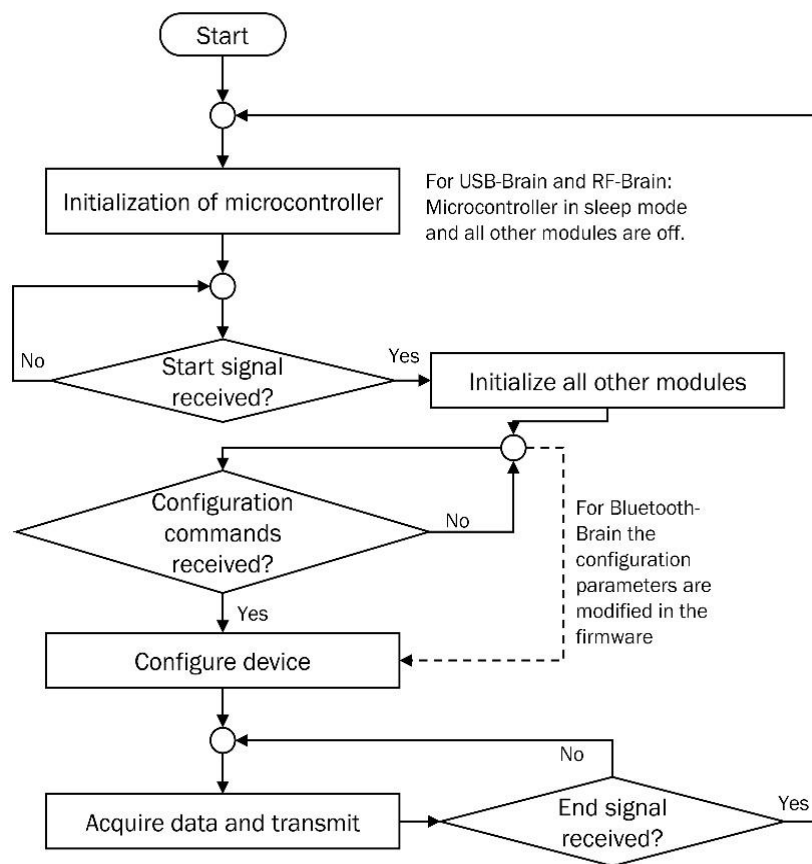 Start
Initialization of microcontroller
For USB-Brain and RF-Brain:
Microcontroller in sleep mode
and all other modules are off.
No
Start signal
received?
Yes
Initialize all other modules
Configuration
commands
received?
No
For Bluetooth-
Brain the
configuration
parameters are
modified in the
firmware
Yes
Configure device
No
Acquire data and transmit
End signal
received?
Yes